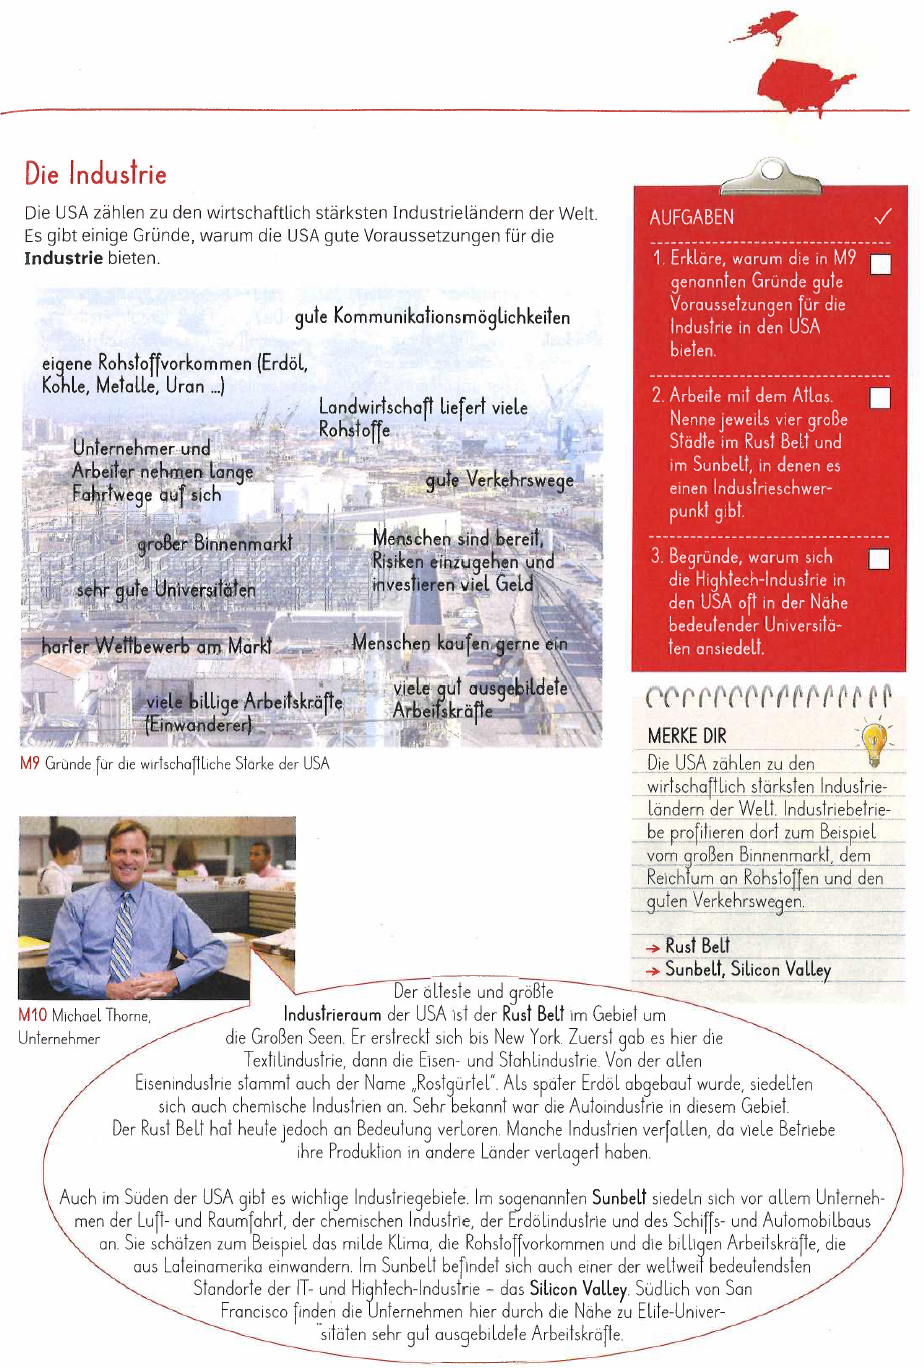 Die Industrie
Die USA zählen zu den wirtschaftlich stärksten Industrieländern der Welt.
Es gibt einige Gründe, warum die USA gute Voraussetzungen für die
Industrie bieten.
gute Kommunikationsmöglichkeiten
eigene Rohstoffvorkommen (Erdöl,
Kohle, Metalle, Uran ...)
Landwirtschaft liefert viele
Rohstoffe
Unternehmer und
Arbeiter nehmen lange
Fahrtwege auf sich
gute Verkehrswege
großer Binnenmarkt
Menschen sind bereit,
Risiken einzugehen und
investieren viel Geld
sehr gute Universitäten
harter Wettbewerb am Markt
Menschen kaufen gerne ein
viele billige Arbeitskräfte
(Einwanderer)
viele gut ausgebildete
Arbeitskräfte
M9 Gründe für die wirtschaftliche Stärke der USA
AUFGABEN ✓
1. Erkläre, warum die in M9
genannten Gründe gute
Voraussetzungen für die
Industrie in den USA
bieten.
2. Arbeite mit dem Atlas.
Nenne jeweils vier große
Städte im Rust Belt und
im Sunbelt, in denen es
einen Industrieschwer-
punkt gibt.
3. Begründe, warum sich
die Hightech-Industrie in
den USA oft in der Nähe
bedeutender Universitä-
ten ansiedelt.
MERKE DIR
Die USA zählen zu den
wirtschaftlich stärksten Industrie-
ländern der Welt. Industriebetrie-
be profitieren dort zum Beispiel
vom großen Binnenmarkt, dem
Reichtum an Rohstoffen und den
guten Verkehrswegen.
→ Rust Belt
→ Sunbelt, Silicon Valley
M10 Michael Thorne,
Unternehmer
Der älteste und größte
Industrieraum der USA ist der Rust Belt im Gebiet um
die Großen Seen. Er erstreckt sich bis New York. Zuerst gab es hier die
Textilindustrie, dann die Eisen- und Stahlindustrie. Von der alten
Eisenindustrie stammt auch der Name „Rostgürtel". Als später Erdöl abgebaut wurde, siedelten
sich auch chemische Industrien an. Sehr bekannt war die Autoindustrie in diesem Gebiet.
Der Rust Belt hat heute jedoch an Bedeutung verloren. Manche Industrien verfallen, da viele Betriebe
ihre Produktion in andere Länder verlagert haben.
Auch im Süden der USA gibt es wichtige Industriegebiete. Im sogenannten Sunbelt siedeln sich vor allem Unterneh-
men der Luft- und Raumfahrt, der chemischen Industrie, der Erdölindustrie und des Schiffs- und Automobilbaus
an. Sie schätzen zum Beispiel das milde Klima, die Rohstoffvorkommen und die billigen Arbeitskräfte, die
aus Lateinamerika einwandern. Im Sunbelt befindet sich auch einer der weltweit bedeutendsten
Standorte der IT- und Hightech-Industrie – das Silicon Valley. Südlich von San
Francisco finden die Unternehmen hier durch die Nähe zu Elite-Univer-
sitäten sehr gut ausgebildete Arbeitskräfte.